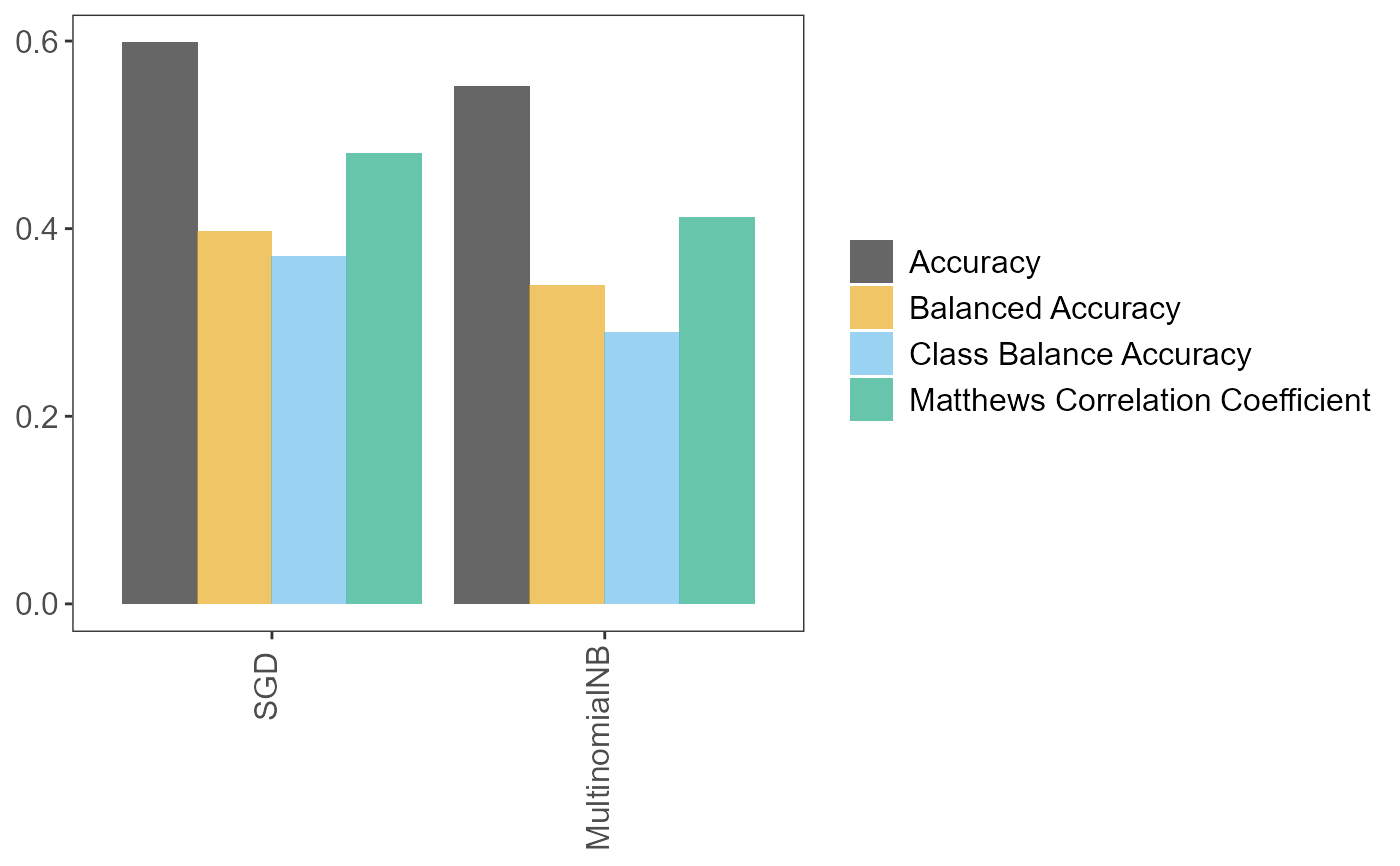 0.6
0.4
0.2
0.0
SGD
MultinomialNB
Accuracy
Balanced Accuracy
Class Balance Accuracy
Matthews Correlation Coefficient